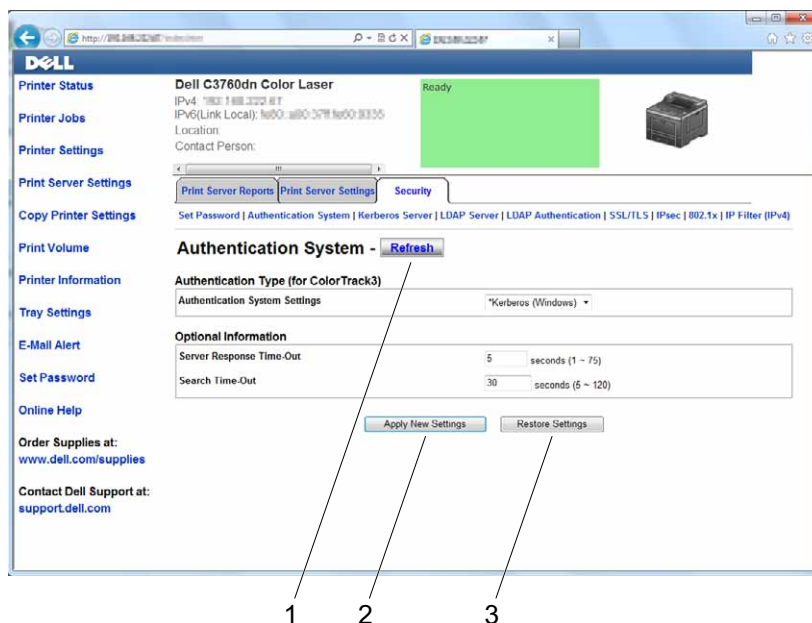 http://
DELL
Printer Status
Printer Jobs
Printer Settings
Print Server Settings
Copy Printer Settings
Print Volume
Printer Information
Tray Settings
E-Mail Alert
Set Password
Online Help
Order Supplies at:
www.dell.com/supplies
Contact Dell Support at:
support.dell.com
Dell C3760dn Color Laser
IPv4:
IPv6(Link Local):
Location:
Contact Person:
Ready
Print Server Reports Print Server Settings Security
Set Password | Authentication System | Kerberos Server | LDAP Server | LDAP Authentication | SSL/TLS | IPsec | 802.1x | IP Filter (IPv4)
Authentication System - Refresh
Authentication Type (for ColorTrack3)
Authentication System Settings *Kerberos (Windows)
Optional Information
Server Response Time-Out 5 seconds (1 ~ 75)
Search Time-Out 30 seconds (5 ~ 120)
Apply New Settings Restore Settings
1 2 3